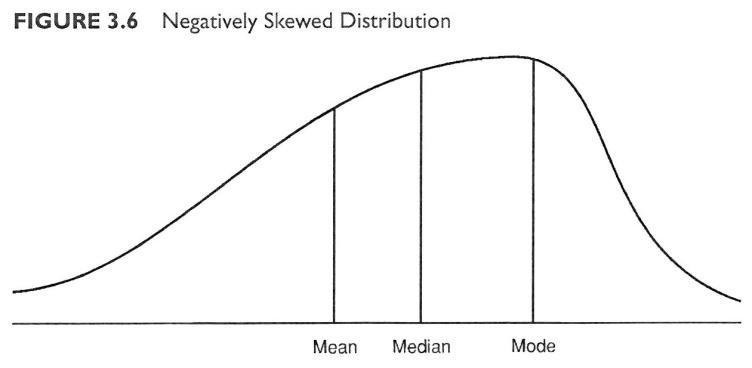 FIGURE 3.6 Negatively Skewed Distribution
Mean Median Mode